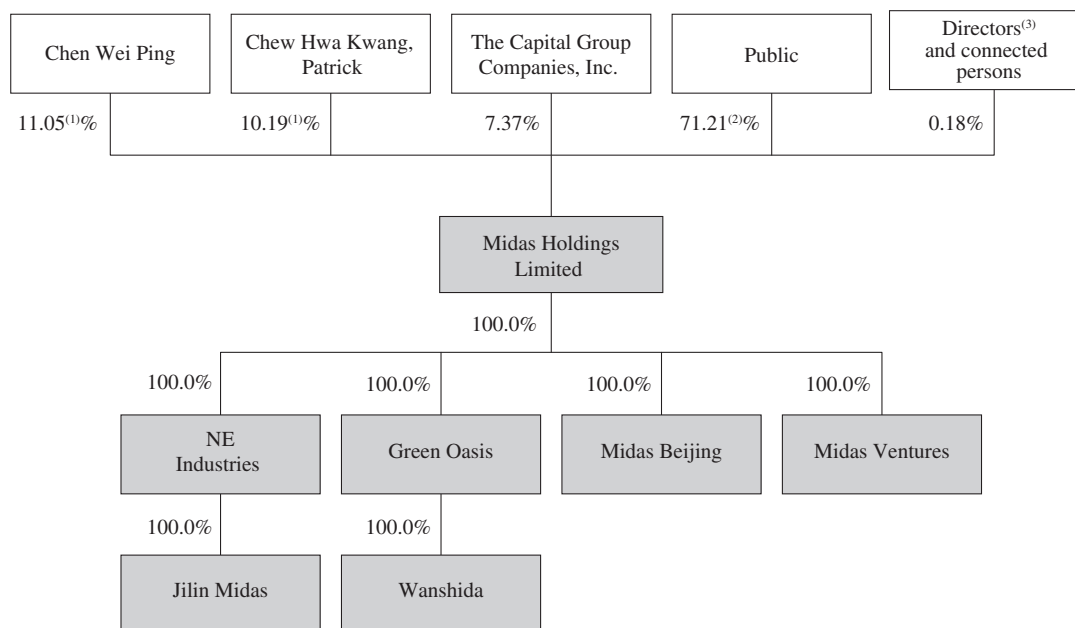 Chen Wei Ping
Chew Hwa Kwang,
Patrick
The Capital Group
Companies, Inc.
Public
Directors(3)
and connected
persons
11.05(1)%
10.19(1)%
7.37%
71.21(2)%
0.18%
Midas Holdings
Limited
100.0%
100.0%
100.0%
100.0%
100.0%
NE
Industries
Green Oasis
Midas Beijing
Midas Ventures
100.0%
100.0%
Jilin Midas
Wanshida